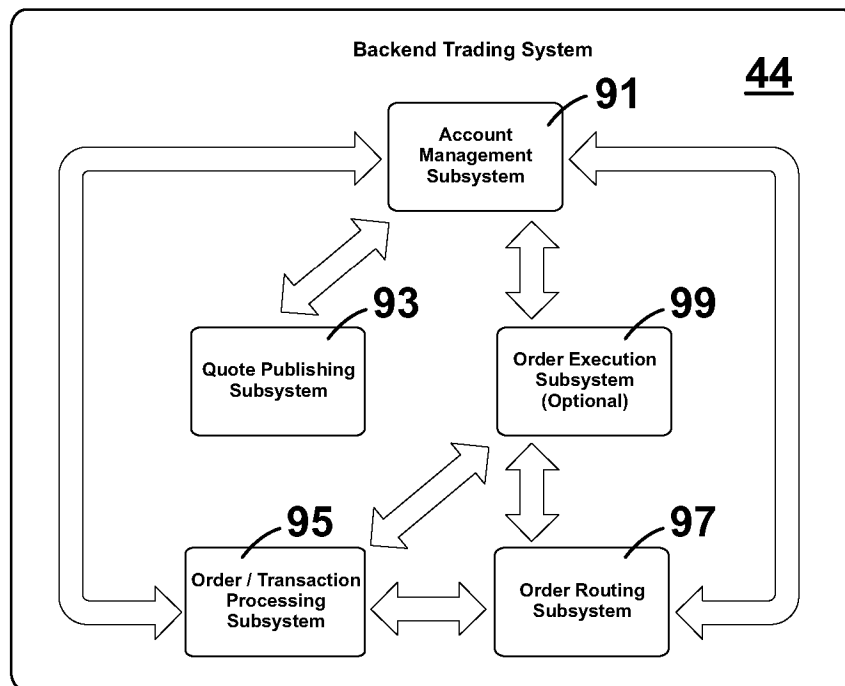 Backend Trading System
44
91
Account
Management
Subsystem
93
99
Quote Publishing
Subsystem
Order Execution
Subsystem
(Optional)
95
97
Order / Transaction
Processing
Subsystem
Order Routing
Subsystem